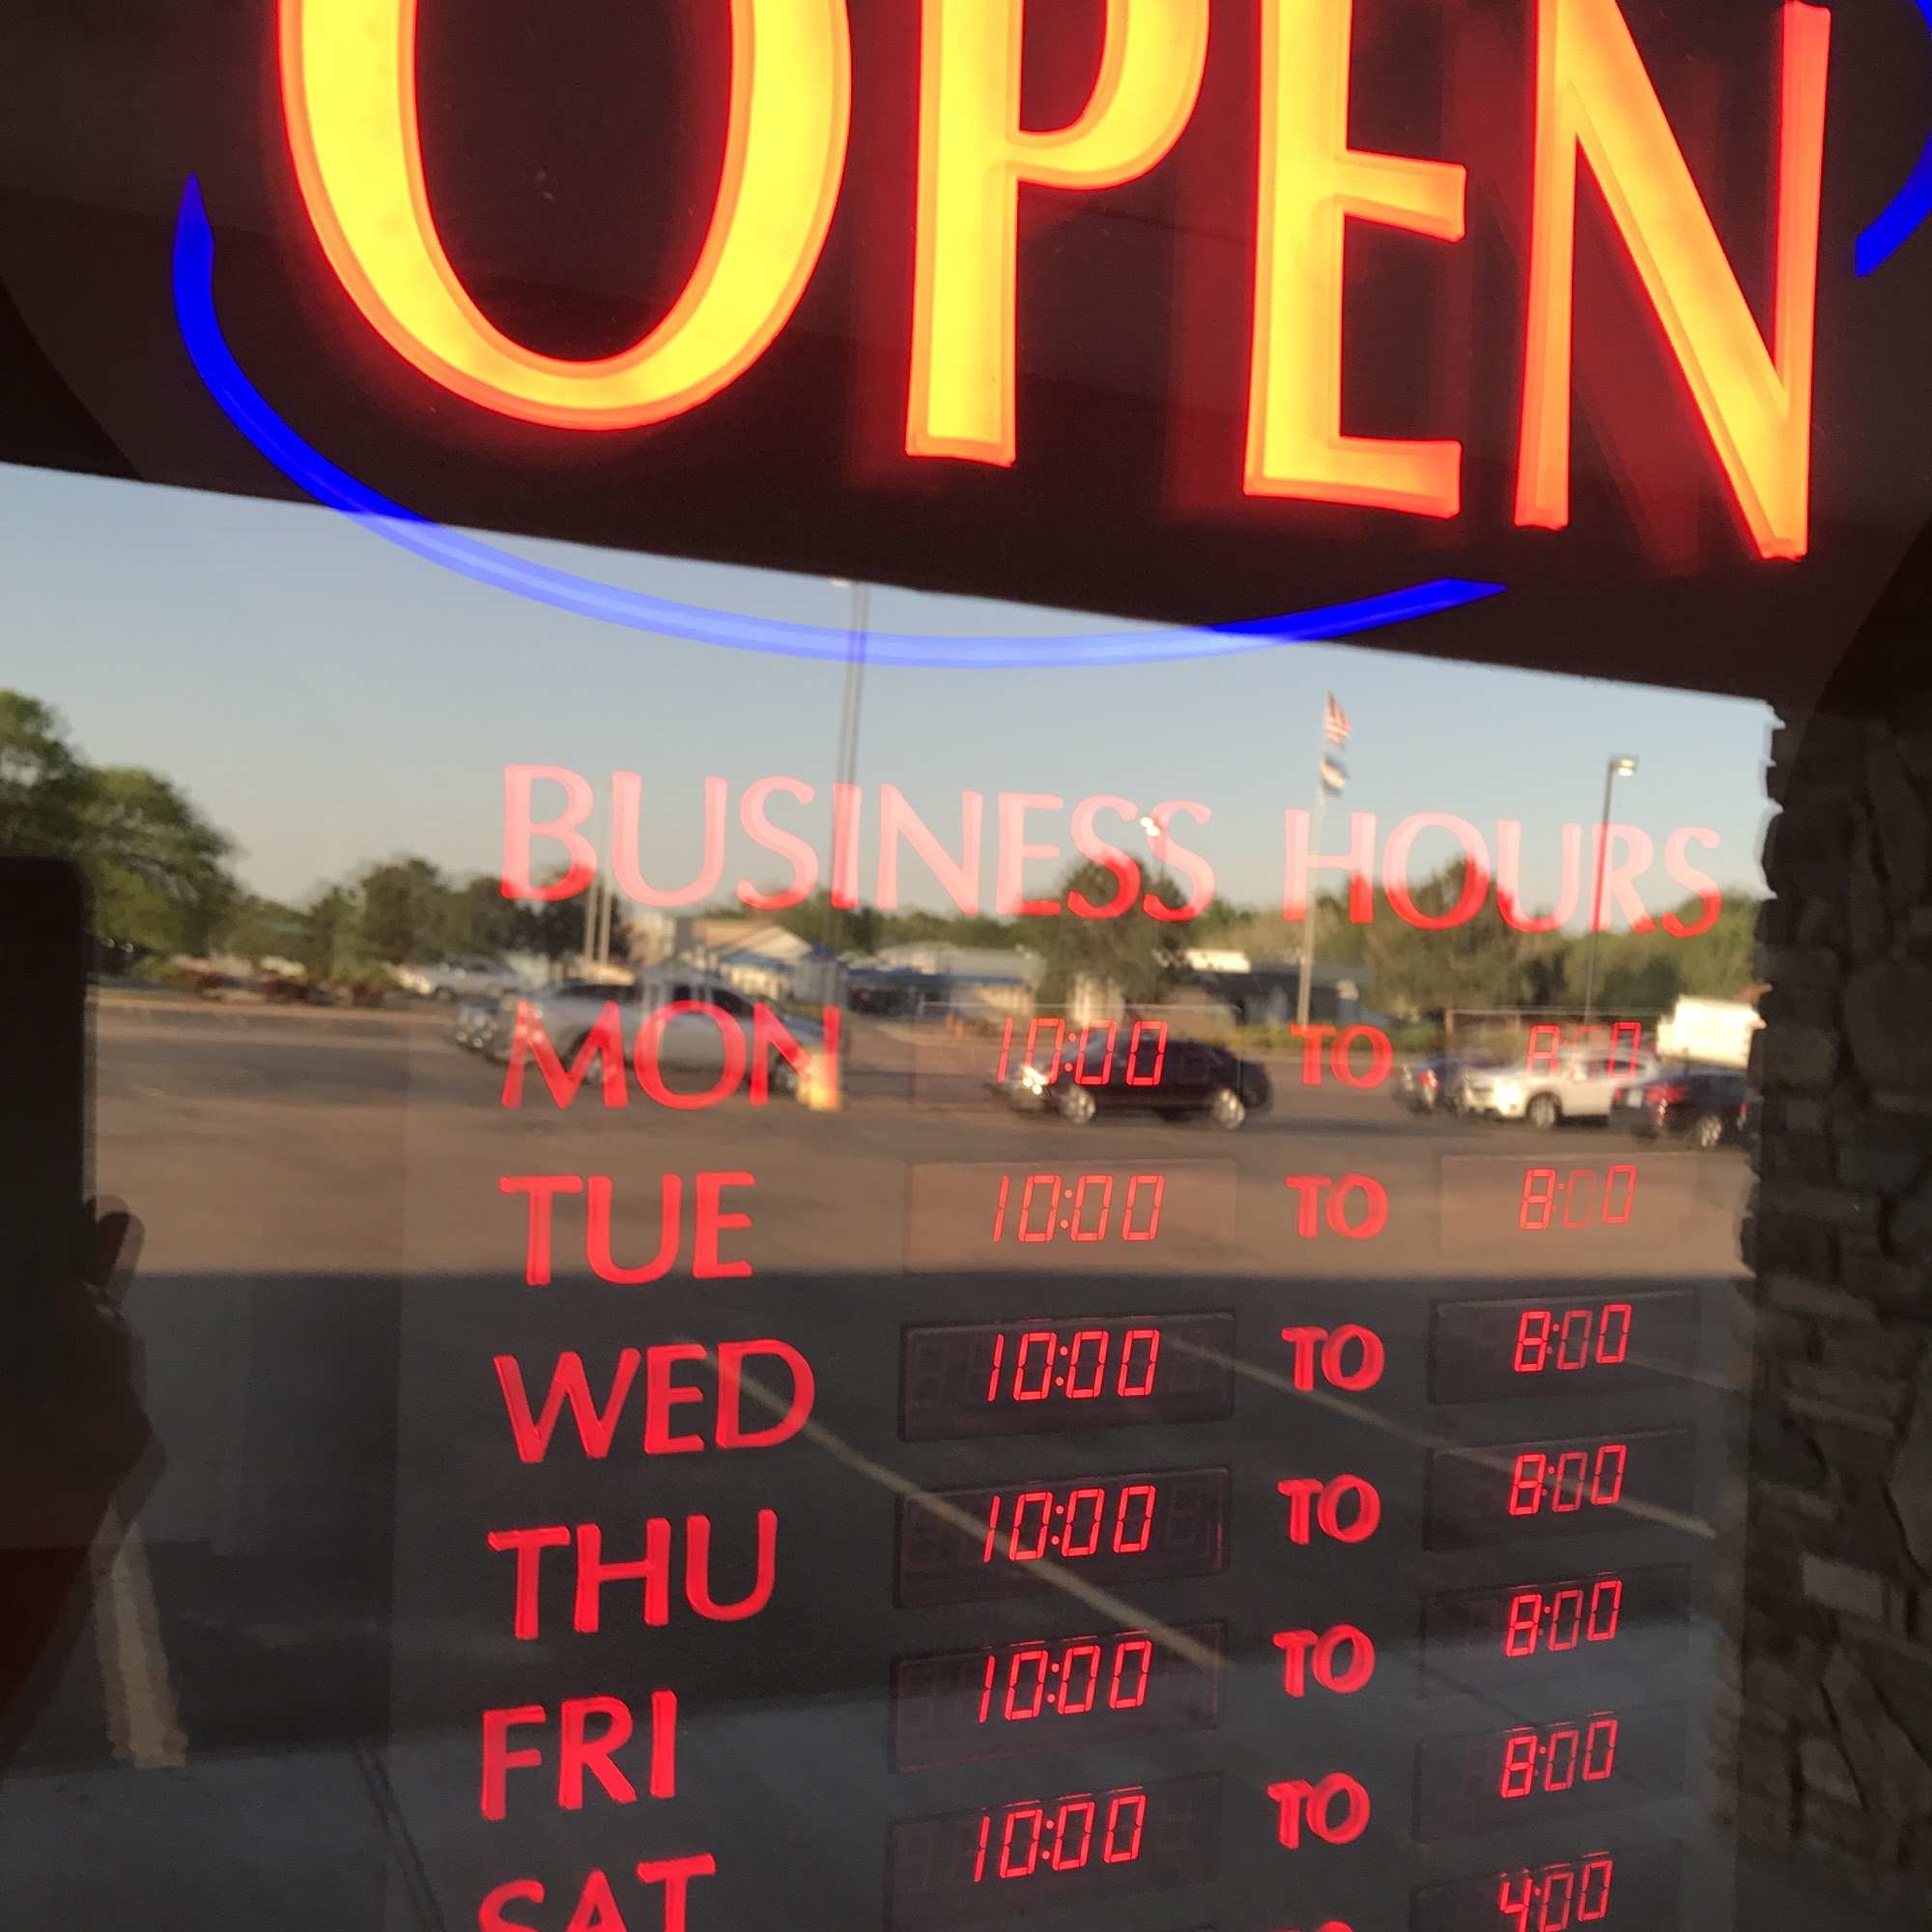 OPEN
BUSINESS HOURS
MON 10:00 TO 8:00
TUE 10:00 TO 8:00
WED 10:00 TO 8:00
THU 10:00 TO 8:00
FRI 10:00 TO 8:00
SAT 10:00 TO 8:00
4:00